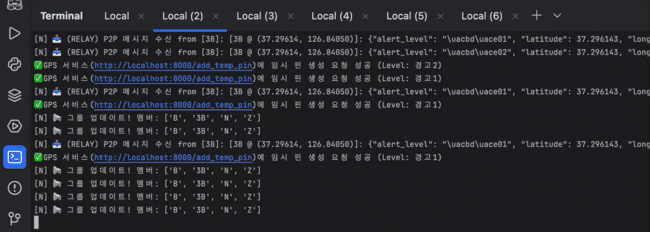 Terminal Local × Local (2) × Local (3) × Local (4) × Local (5) × Local (6) ×
[N] 📥 (RELAY) P2P 메시지 수신 from [3B]: [3B @ (37.29614, 126.84050)]: {"alert_level": "\uacbd\uace01", "latitude": 37.296143, "long
[N] 📥 (RELAY) P2P 메시지 수신 from [3B]: [3B @ (37.29614, 126.84050)]: {"alert_level": "\uacbd\uace02", "latitude": 37.296143, "long
✅GPS 서비스(http://localhost:8000/add_temp_pin)에 임시 핀 생성 요청 성공 (Level: 경고2)
✅GPS 서비스(http://localhost:8000/add_temp_pin)에 임시 핀 생성 요청 성공 (Level: 경고1)
[N] 📥 (RELAY) P2P 메시지 수신 from [3B]: [3B @ (37.29614, 126.84050)]: {"alert_level": "\uacbd\uace01", "latitude": 37.296143, "long
✅GPS 서비스(http://localhost:8000/add_temp_pin)에 임시 핀 생성 요청 성공 (Level: 경고1)
[N] 📢 그룹 업데이트! 멤버: ['B', '3B', 'N', 'Z']
[N] 📢 그룹 업데이트! 멤버: ['B', '3B', 'N', 'Z']
[N] 📥 (RELAY) P2P 메시지 수신 from [3B]: [3B @ (37.29614, 126.84050)]: {"alert_level": "\uacbd\uace01", "latitude": 37.296143, "long
✅GPS 서비스(http://localhost:8000/add_temp_pin)에 임시 핀 생성 요청 성공 (Level: 경고1)
[N] 📢 그룹 업데이트! 멤버: ['B', '3B', 'N', 'Z']
[N] 📢 그룹 업데이트! 멤버: ['B', '3B', 'N', 'Z']
[N] 📢 그룹 업데이트! 멤버: ['B', '3B', 'N', 'Z']
[N] 📢 그룹 업데이트! 멤버: ['B', '3B', 'N', 'Z']